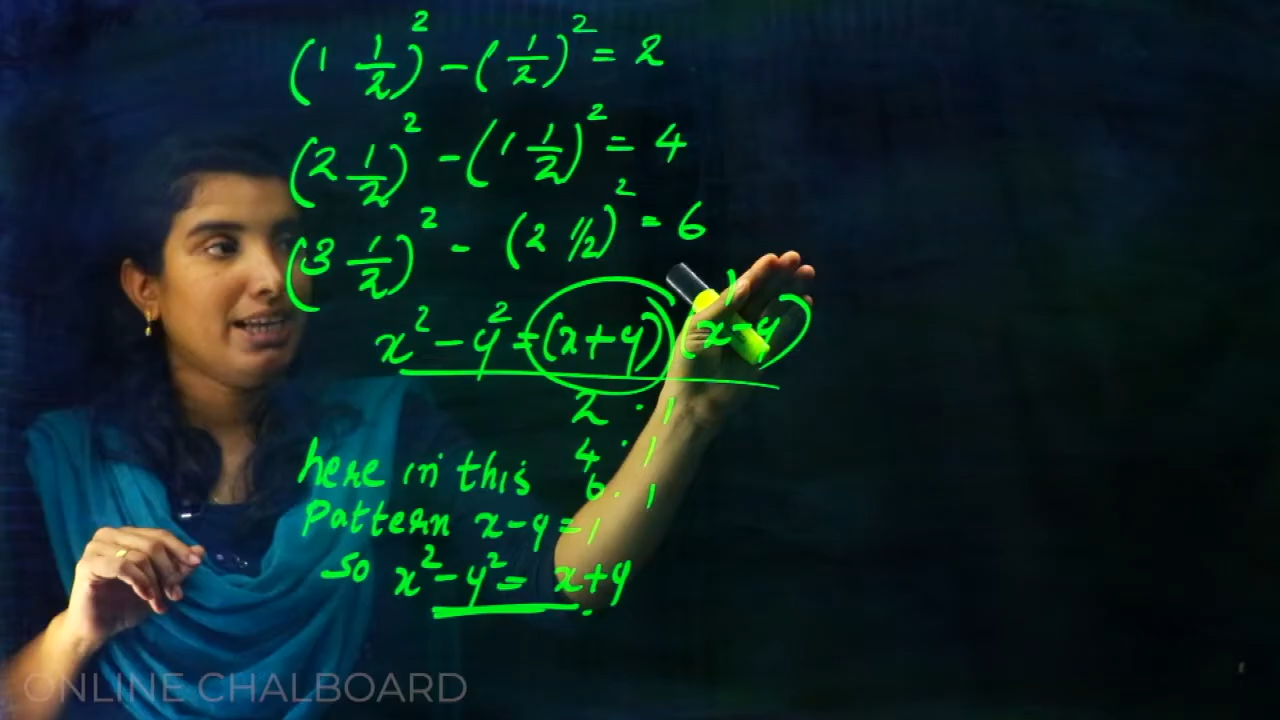 (1 1/2)² - (1/2)² = 2
(2 1/2)² - (1 1/2)² = 4
(3 1/2)² - (2 1/2)² = 6
1
x² - y² = (x+y) (x-y)
2 · 1
4 · 1
6 · 1
here in this
pattern x-y=1
so x² - y² = x+y
ONLINE CHALBOARD